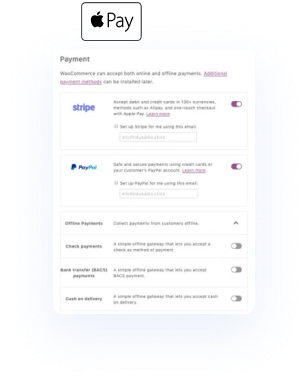 Pay
Payment
WooCommerce can accept both online and offline payments. Additional
payment methods can be installed later.
stripe
Accept debit and credit cards in 135+ currencies,
methods such as Alipay, and one-touch checkout
with Apple Pay. Learn more.
Set up Stripe for me using this email:
PayPal
Safe and secure payments using credit cards or
your customer's PayPal account. Learn more.
Set up PayPal for me using this email:
Offline Payments
Collect payments from customers offline.
Check payments
A simple offline gateway that lets you accept a
check as method of payment.
Bank transfer (BACS)
payments
A simple offline gateway that lets you accept
BACS payment.
Cash on delivery
A simple offline gateway that lets you accept cash
on delivery.